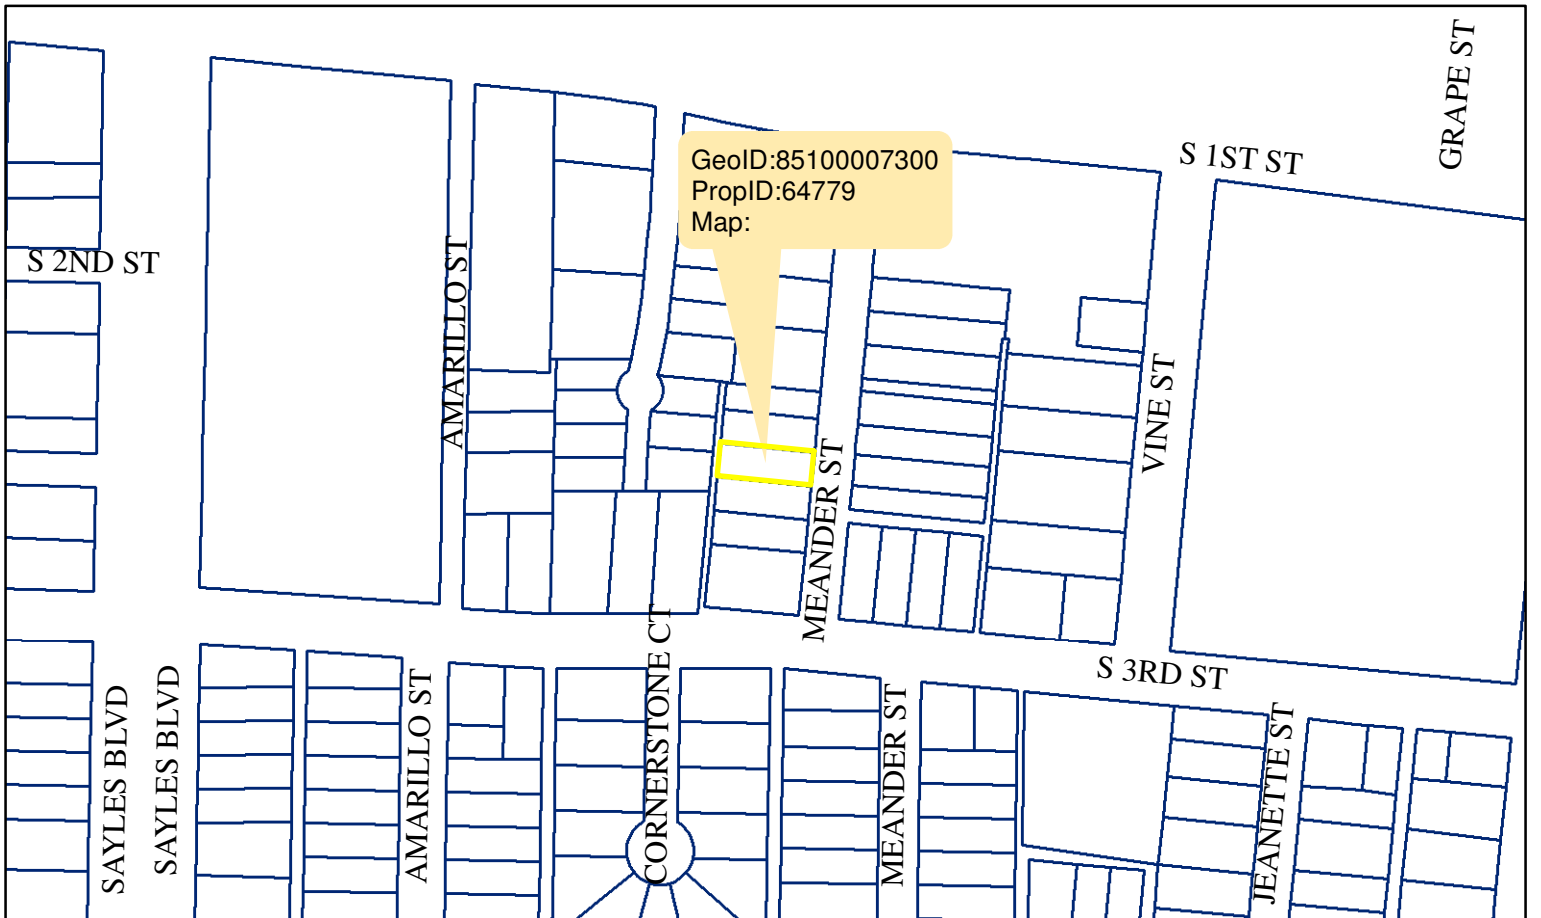 GRAPE ST
S 1ST ST
GeoID:85100007300
PropID:64779
Map:
S 2ND ST
AMARILLO ST
VINE ST
MEANDER ST
S 3RD ST
CORNERSTONE CT
SAYLES BLVD
SAYLES BLVD
AMARILLO ST
MEANDER ST
JEANETTE ST